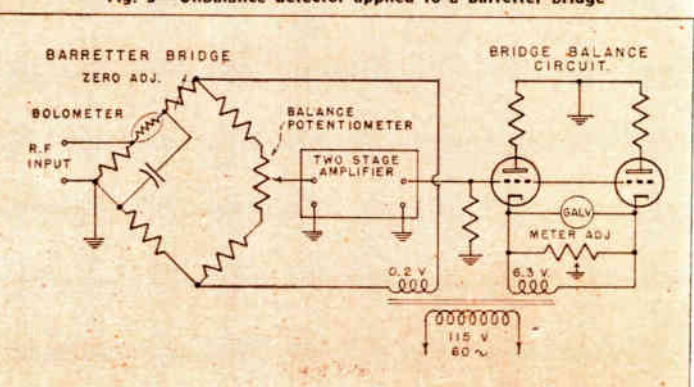 Fig. 3 Unbalance detector applied to a Barretter bridge
BARRETTER BRIDGE
ZERO ADJ.
BOLOMETER
R.F
INPUT
BALANCE
POTENTIOMETER
TWO STAGE
AMPLIFIER
BRIDGE BALANCE
CIRCUIT.
GALV
METER ADJ
0.2 V
6.3 V.
115 V
60 ~